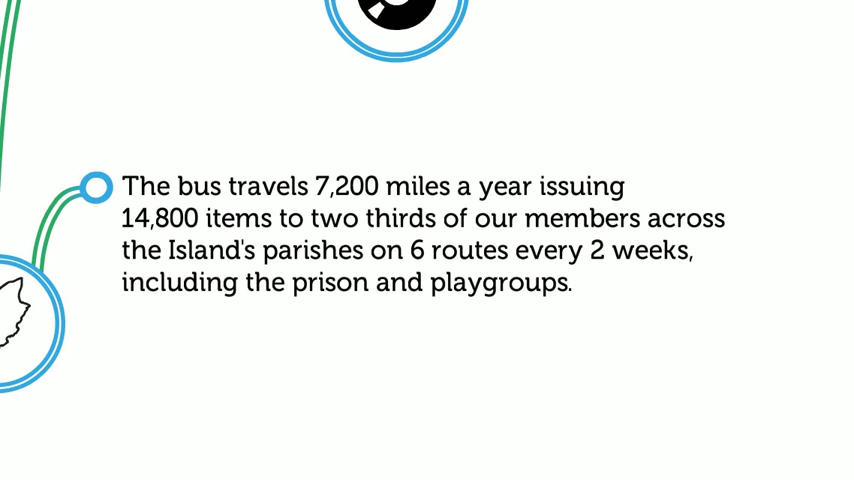 The bus travels 7,200 miles a year issuing
14,800 items to two thirds of our members across
the Island's parishes on 6 routes every 2 weeks,
including the prison and playgroups.